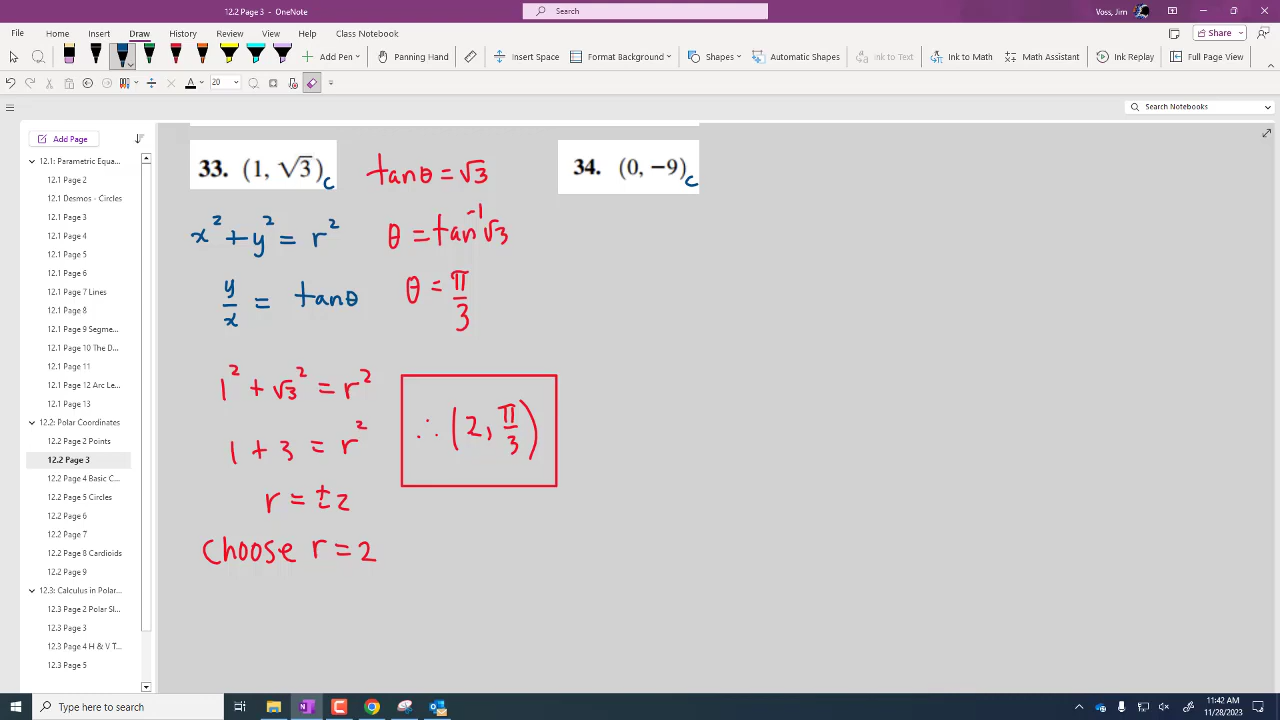 12.2 Page 3 - OneNote
Search
Voss, Jim
File Home Insert Draw History Review View Help Class Notebook
Share
Panning Hand
Insert Space
Format Background
Shapes
Automatic Shapes
Ink to Text
Ink to Math
Math Assistant
Ink Replay
Full Page View
20
Search Notebooks
Add Page
12.1: Parametric Equa...
12.1 Page 2
12.1 Desmos - Circles
12.1 Page 3
12.1 Page 4
12.1 Page 5
12.1 Page 6
12.1 Page 7 Lines
12.1 Page 8
12.1 Page 9 Segme...
12.1 Page 10 The D...
12.1 Page 11
12.1 Page 12 Arc Le...
12.1 Page 13
12.2: Polar Coordinates
12.2 Page 2 Points
12.2 Page 3
12.2 Page 4 Basic C...
12.2 Page 5 Circles
12.2 Page 6
12.2 Page 7
12.2 Page 8 Cardioids
12.2 Page 9
12.3: Calculus in Polar...
12.3 Page 2 Polar Sl...
12.3 Page 3
12.3 Page 4 H & V T...
12.3 Page 5
33. (1, √3)c
x² + y² = r²
y/x = tanθ
tanθ = √3
θ = tan⁻¹√3
θ = π/3
1² + √3² = r²
1 + 3 = r²
r = ±2
choose r = 2
∴ (2, π/3)
34. (0, −9)c
Type here to search
11:42 AM
11/28/2023